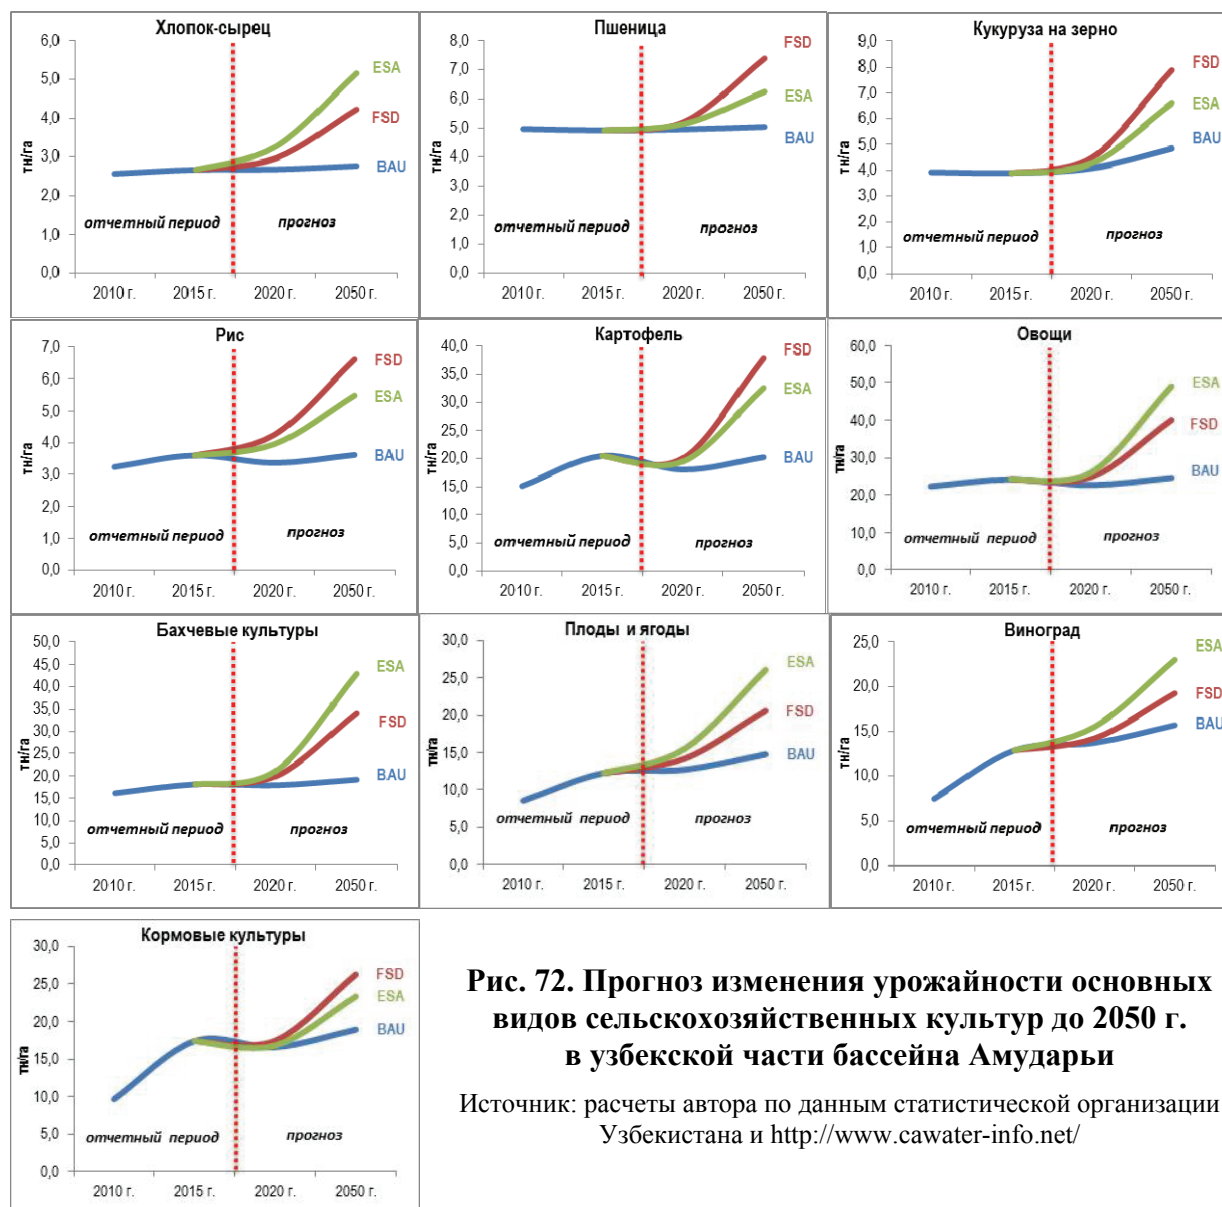 Хлопок-сырец
6,0
5,0
4,0
3,0
2,0
1,0
0,0
тн/га
ESA
FSD
BAU
отчетный период
прогноз
2010 г. 2015 г. 2020 г. 2050 г.
Пшеница
8,0
7,0
6,0
5,0
4,0
3,0
2,0
1,0
0,0
тн/га
FSD
ESA
BAU
отчетный период
прогноз
2010 г. 2015 г. 2020 г. 2050 г.
Кукуруза на зерно
9,0
8,0
7,0
6,0
5,0
4,0
3,0
2,0
1,0
0,0
тн/га
FSD
ESA
BAU
отчетный период
прогноз
2010 г. 2015 г. 2020 г. 2050 г.
Рис
7,0
6,0
5,0
4,0
3,0
2,0
1,0
0,0
тн/га
FSD
ESA
BAU
отчетный период
прогноз
2010 г. 2015 г. 2020 г. 2050 г.
Картофель
40,0
35,0
30,0
25,0
20,0
15,0
10,0
5,0
0,0
тн/га
FSD
ESA
BAU
отчетный период
прогноз
2010 г. 2015 г. 2020 г. 2050 г.
Овощи
60,0
50,0
40,0
30,0
20,0
10,0
0,0
тн/га
ESA
FSD
BAU
отчетный период
прогноз
2010 г. 2015 г. 2020 г. 2050 г.
Бахчевые культуры
50,0
45,0
40,0
35,0
30,0
25,0
20,0
15,0
10,0
5,0
0,0
тн/га
ESA
FSD
BAU
отчетный период
прогноз
2010 г. 2015 г. 2020 г. 2050 г.
Плоды и ягоды
30,0
25,0
20,0
15,0
10,0
5,0
0,0
тн/га
ESA
FSD
BAU
отчетный период
прогноз
2010 г. 2015 г. 2020 г. 2050 г.
Виноград
25,0
20,0
15,0
10,0
5,0
0,0
тн/га
ESA
FSD
BAU
отчетный период
прогноз
2010 г. 2015 г. 2020 г. 2050 г.
Кормовые культуры
30,0
25,0
20,0
15,0
10,0
5,0
0,0
тн/га
FSD
ESA
BAU
отчетный период
прогноз
2010 г. 2015 г. 2020 г. 2050 г.
Рис. 72. Прогноз изменения урожайности основных
видов сельскохозяйственных культур до 2050 г.
в узбекской части бассейна Амударьи
Источник: расчеты автора по данным статистической организации
Узбекистана и http://www.cawater-info.net/